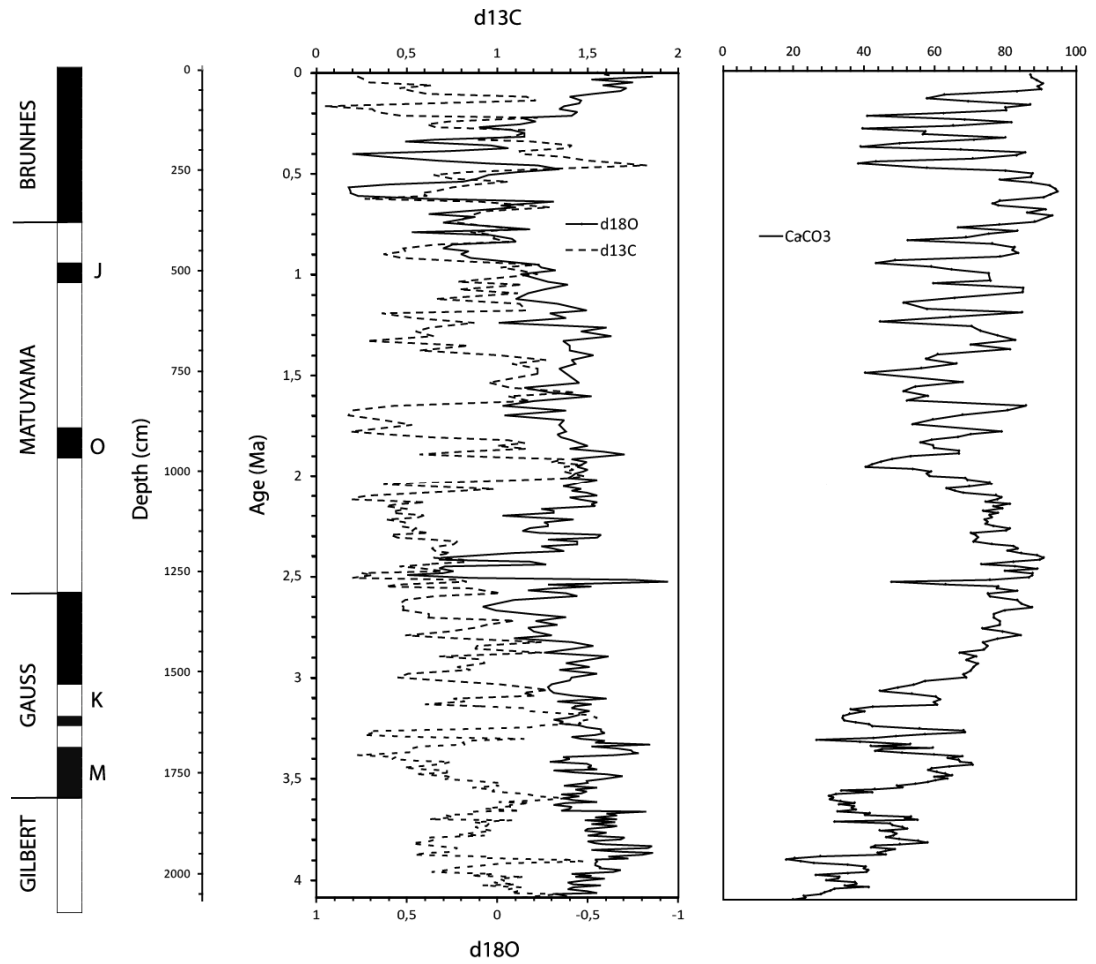 d13C
0 0,5 1 1,5 2
0 20 40 60 80 100
BRUNHES
MATUYAMA
GAUSS
GILBERT
J
O
K
M
Depth (cm)
0
250
500
750
1000
1250
1500
1750
2000
Age (Ma)
0
0,5
1
1,5
2
2,5
3
3,5
4
d18O
d13C
CaCO3
1 0,5 0 -0,5 -1
d18O